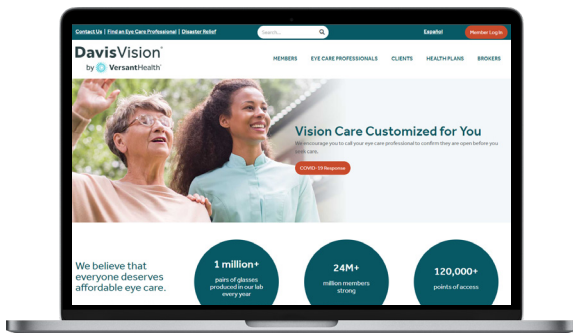 Contact Us | Find an Eye Care Professional | Disaster Relief
Search...
Español
Member Log In
DavisVision®
by VersantHealth®
MEMBERS
EYE CARE PROFESSIONALS
CLIENTS
HEALTH PLANS
BROKERS
Vision Care Customized for You
We encourage you to call your eye care professional to confirm they are open before you
seek care.
COVID-19 Response
We believe that
everyone deserves
affordable eye care.
1 million+
pairs of glasses
produced in our lab
every year
24M+
million members
strong
120,000+
points of access